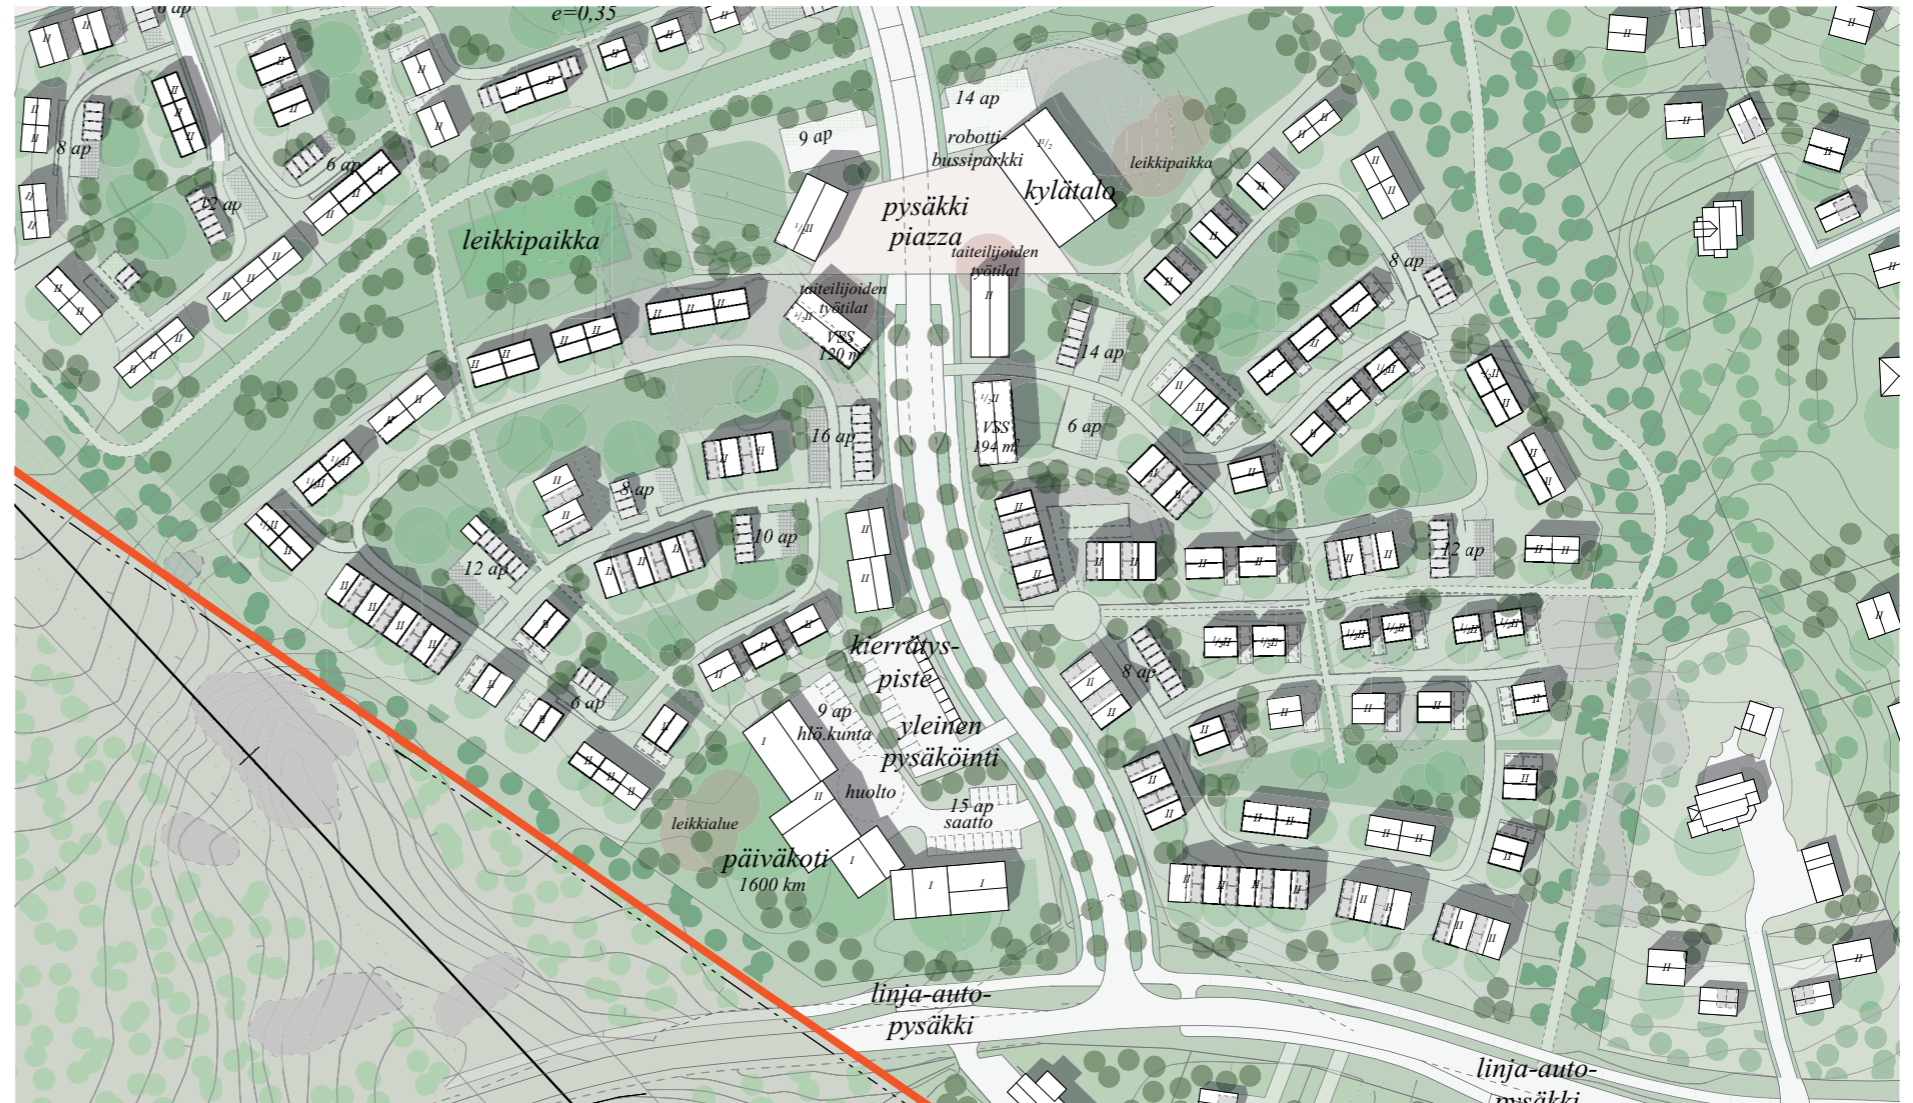 6 ap
e=0,35
14 ap
9 ap
robotti-
bussiparkki
leikkipaikka
8 ap
6 ap
12 ap
kylätalo
pysäkki
piazza
leikkipaikka
taiteilijoiden
työtilat
8 ap
taiteilijoiden
työtilat
VSS
120 m²
14 ap
16 ap
6 ap
VSS
194 m²
8 ap
10 ap
12 ap
12 ap
kierrätys-
piste
8 ap
6 ap
9 ap
hlö.kunta
yleinen
pysäköinti
huolto
15 ap
saatto
leikkialue
päiväkoti
1600 km
linja-auto-
pysäkki
linja-auto-
pysäkki